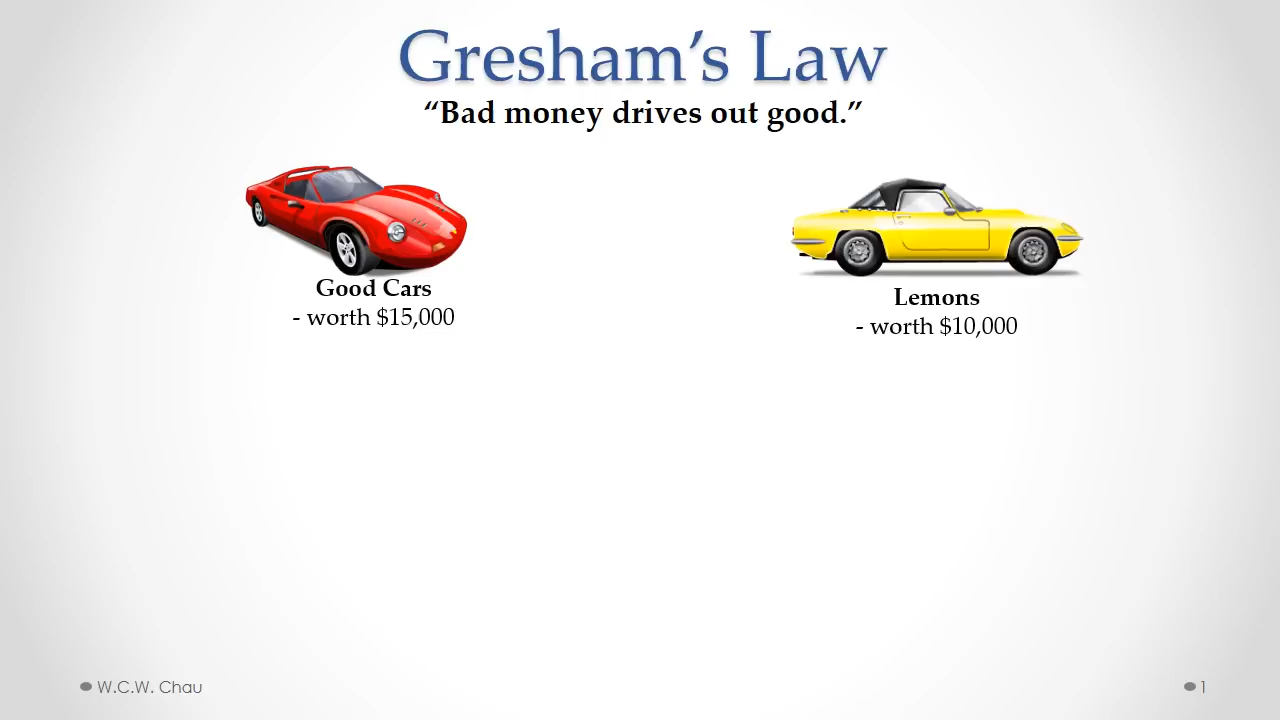 Gresham’s Law
“Bad money drives out good.”
Good Cars
- worth $15,000
Lemons
- worth $10,000
W.C.W. Chau
1